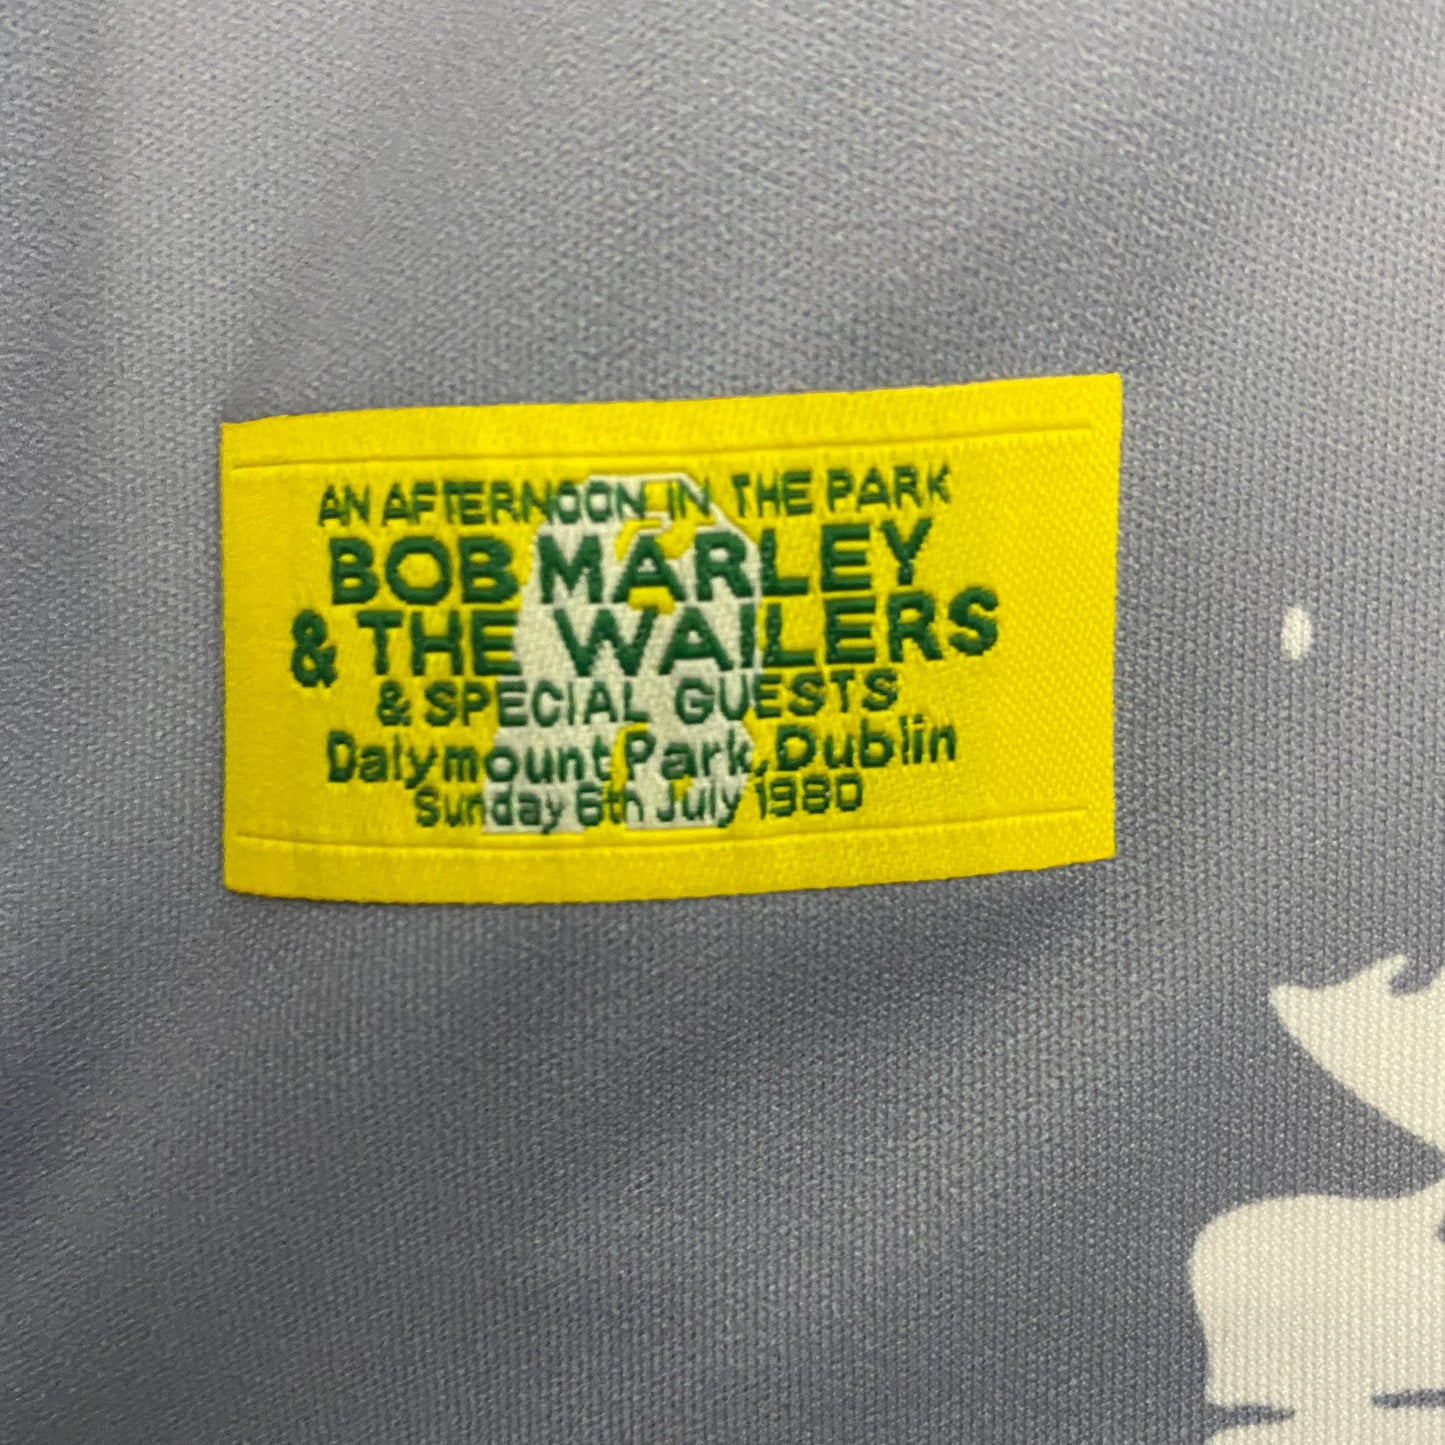 AN AFTERNOON IN THE PARK
BOB MARLEY
& THE WAILERS
& SPECIAL GUESTS
Dalymount Park, Dublin
Sunday 6th July 1980